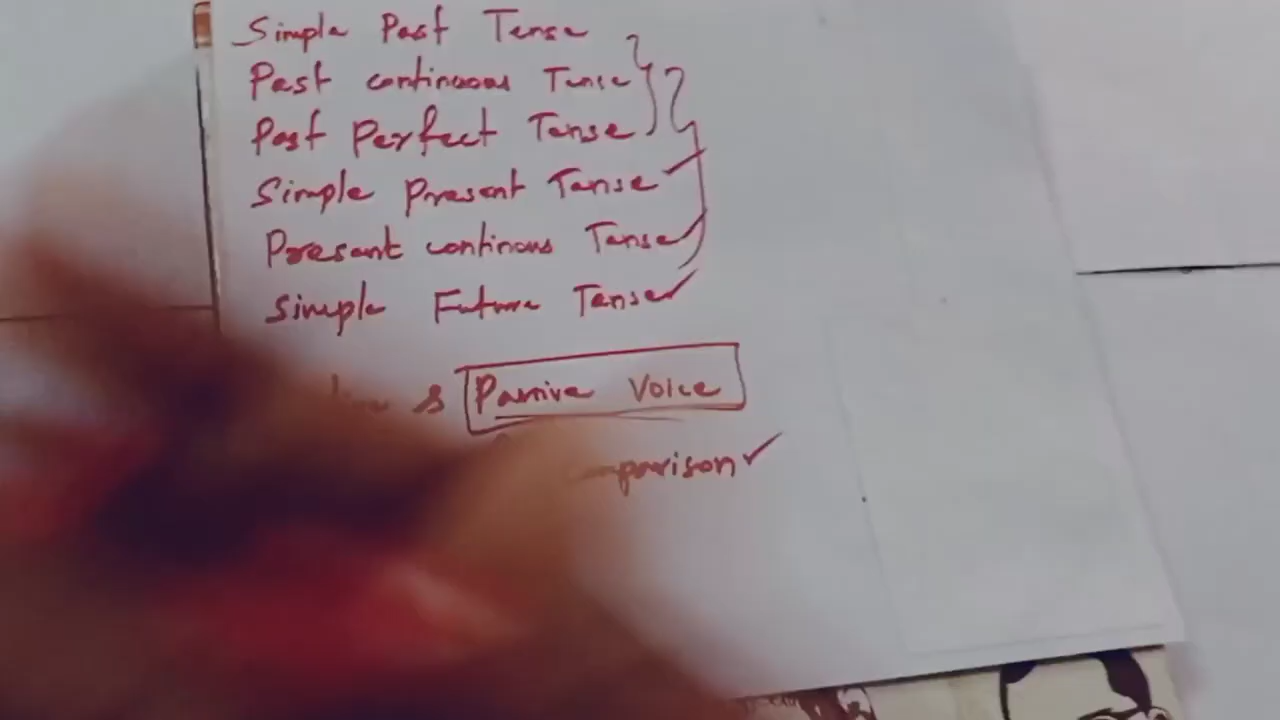 Simple Past Tense
Past continuous Tense
Past Perfect Tense
Simple Present Tense
Present continous Tense
Simple Future Tense
& Passive Voice